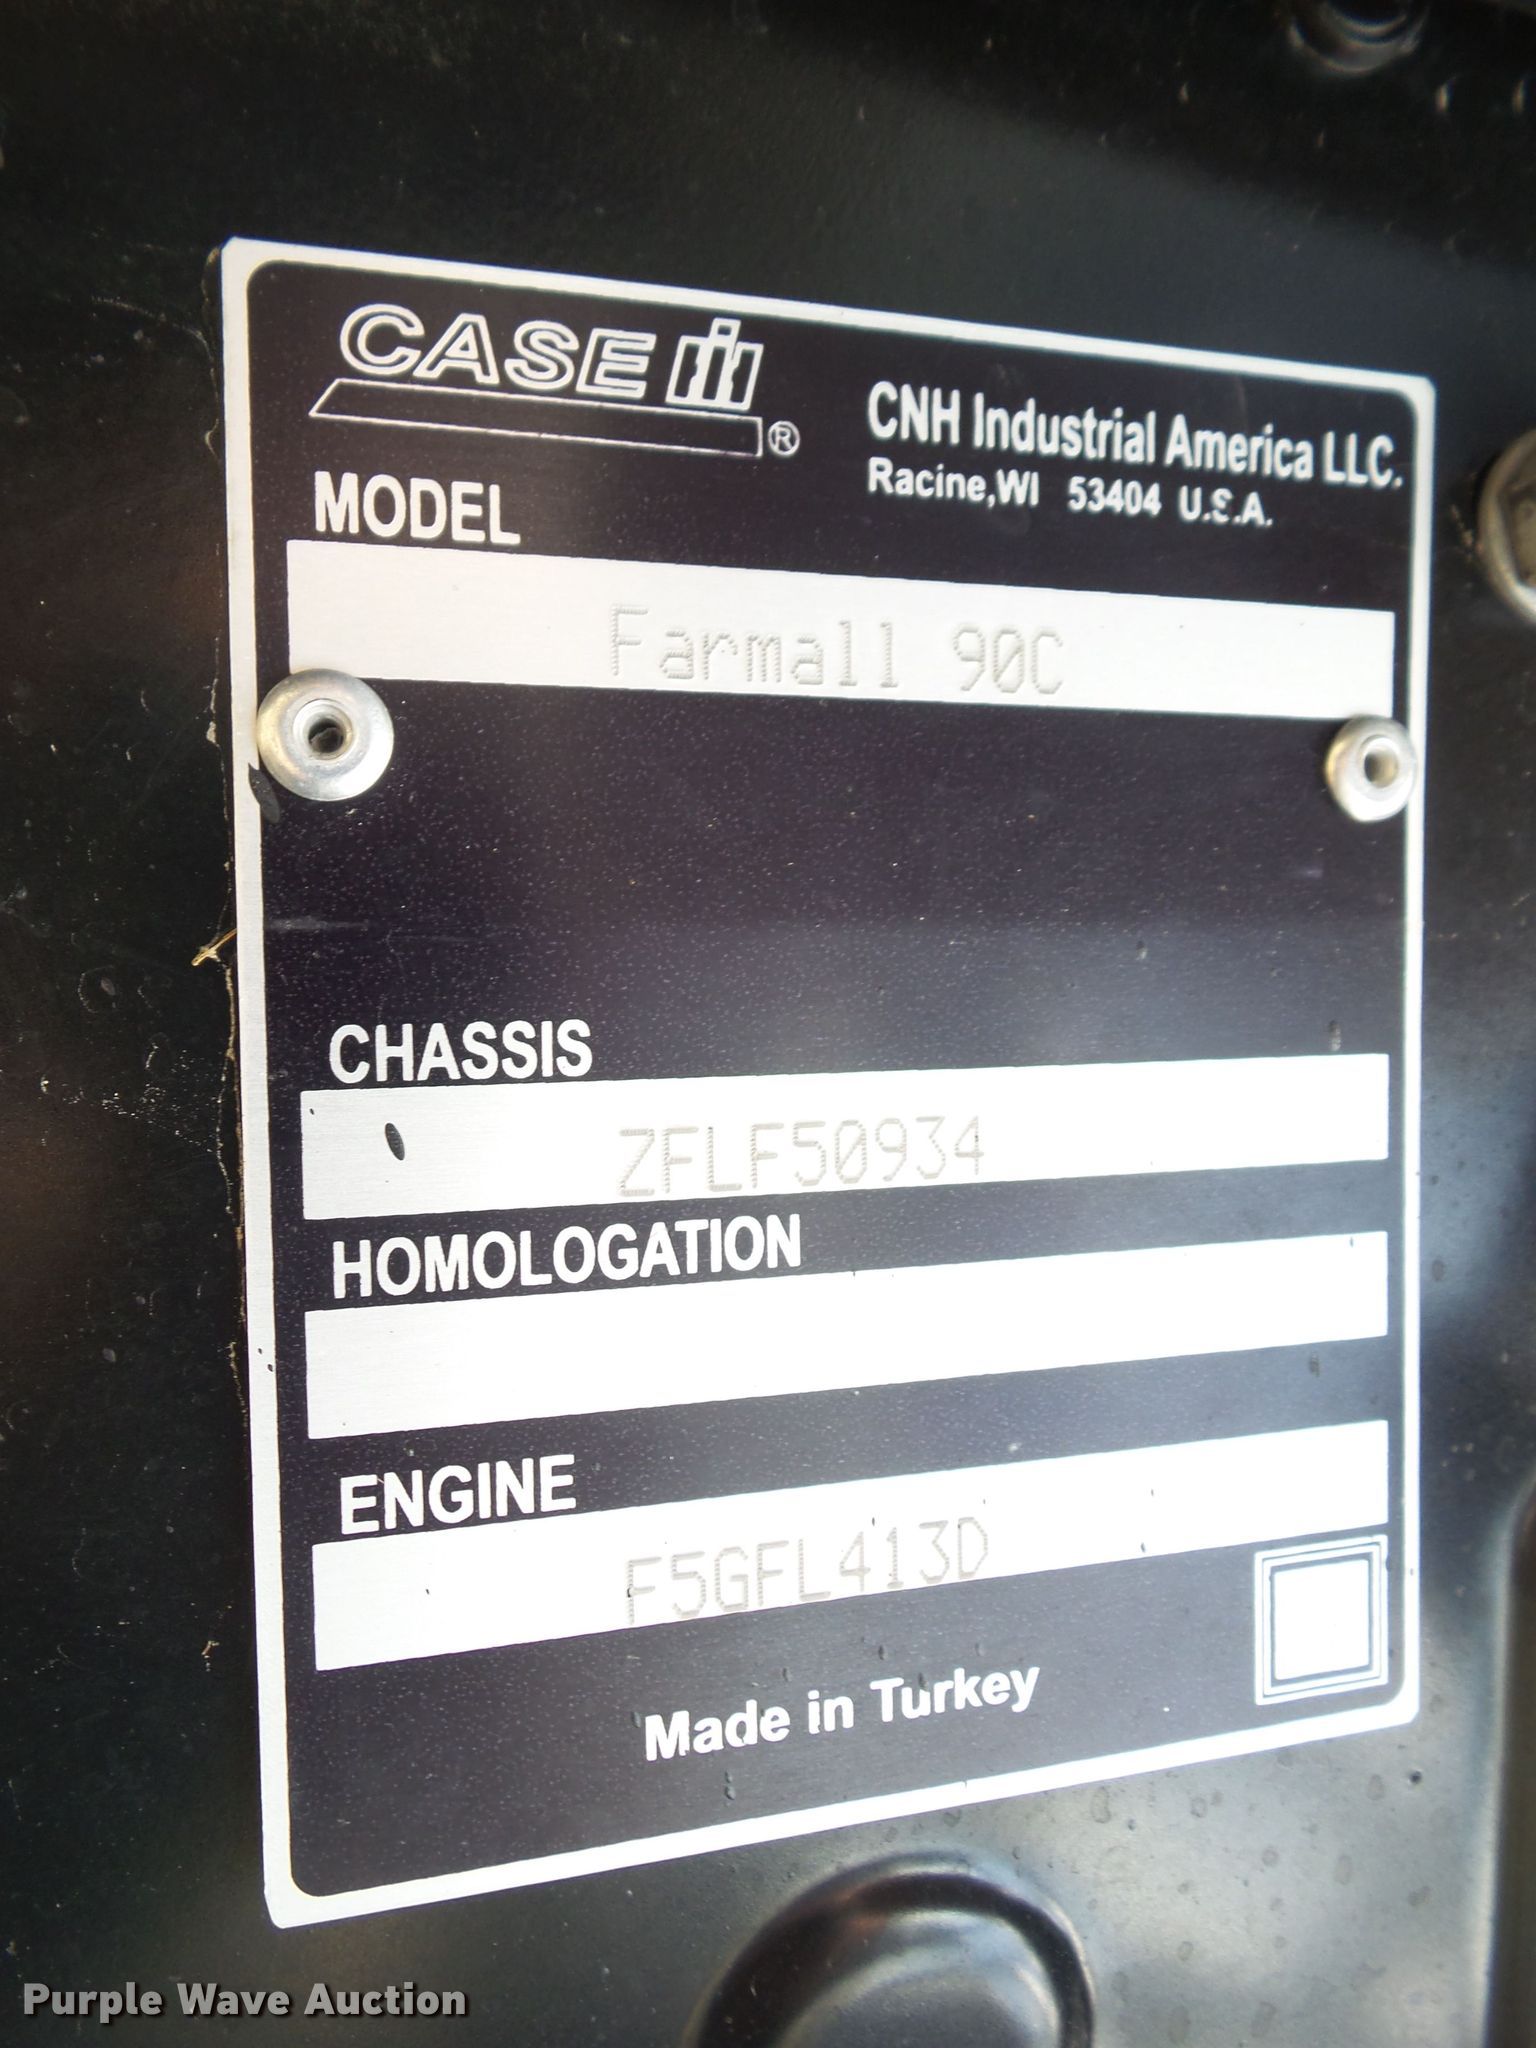 CASE IH ®
CNH Industrial America LLC.
Racine,WI 53404 U.S.A.
MODEL
Farmall 90C
CHASSIS
ZFLF50934
HOMOLOGATION
ENGINE
F5GFL413D
Made in Turkey
Purple Wave Auction